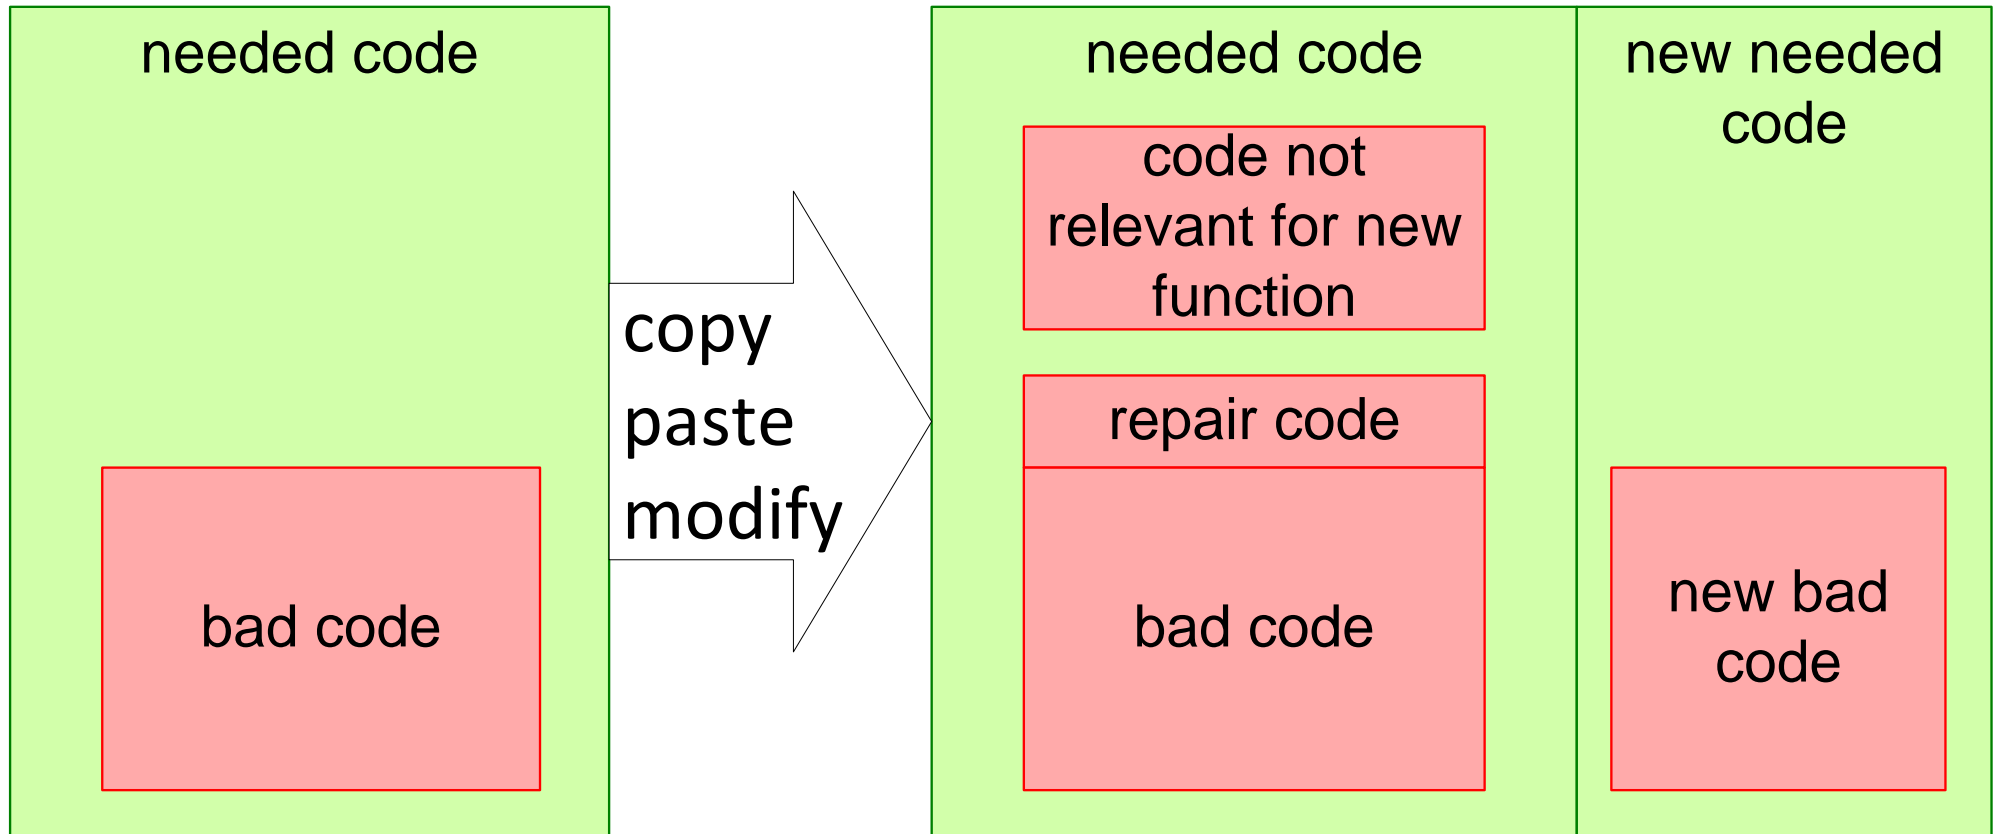 needed code
bad code
copy
paste
modify
needed code
code not
relevant for new
function
repair code
bad code
new needed
code
new bad
code